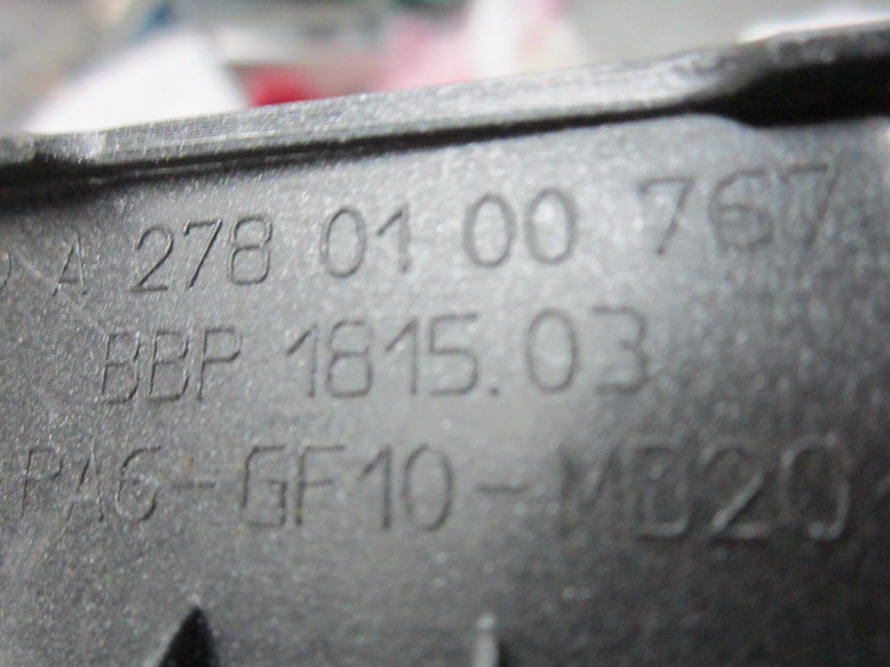 A 278 01 00 767
BBP 1815.03
PA6-GF10-MD20